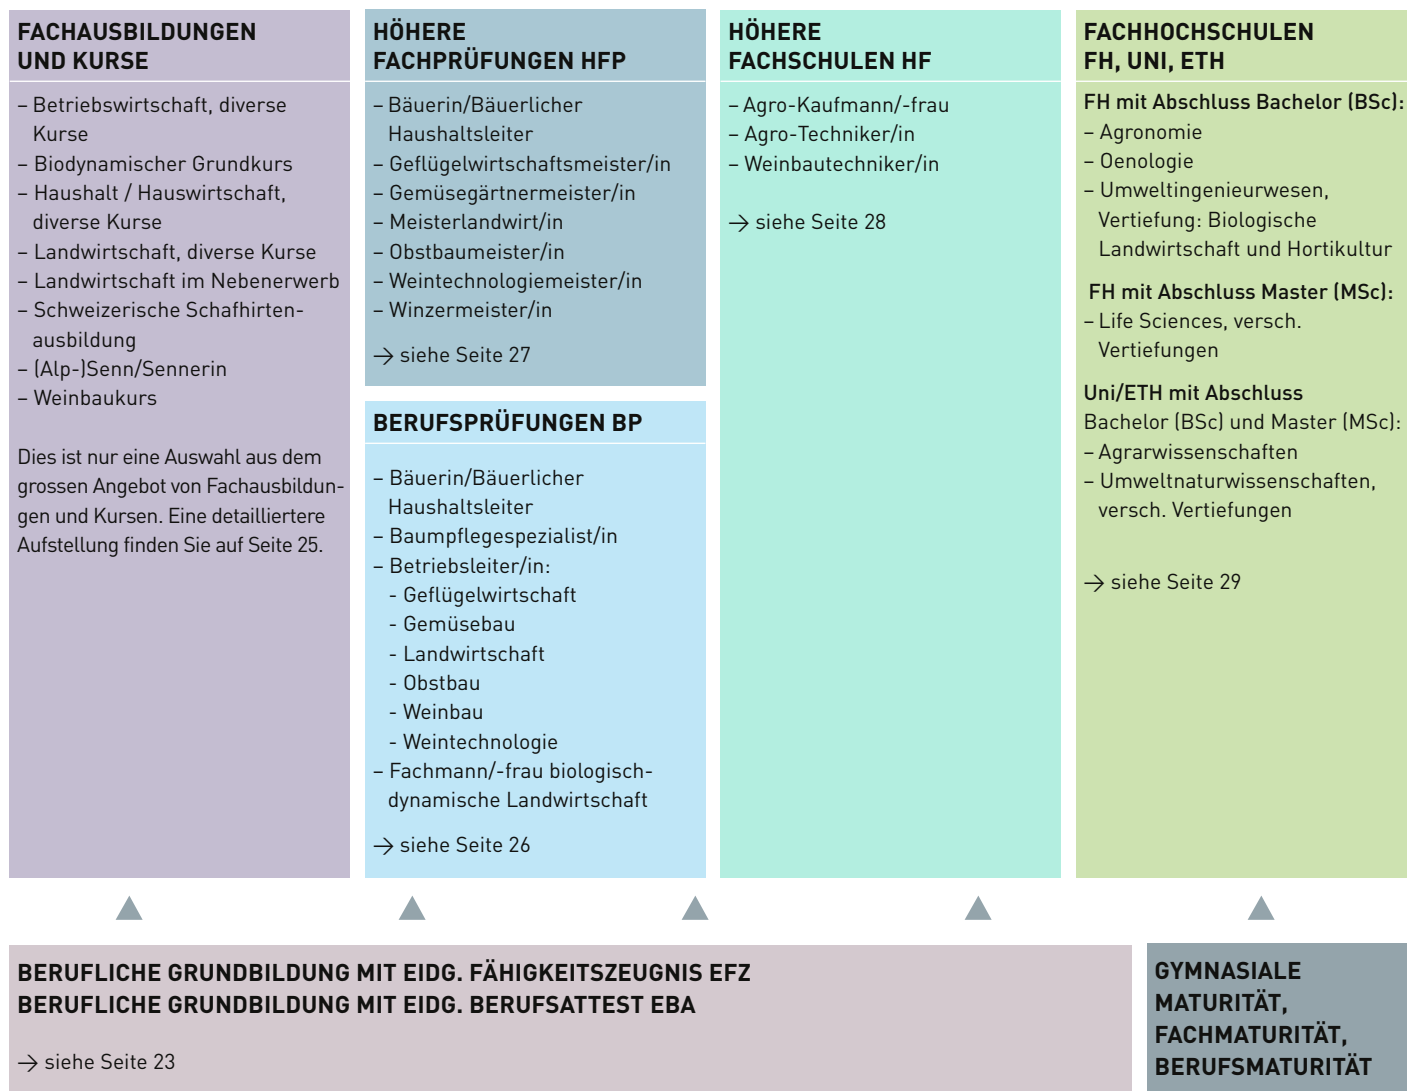 FACHAUSBILDUNGEN
UND KURSE
– Betriebswirtschaft, diverse
Kurse
– Biodynamischer Grundkurs
– Haushalt / Hauswirtschaft,
diverse Kurse
– Landwirtschaft, diverse Kurse
– Landwirtschaft im Nebenerwerb
– Schweizerische Schafhirten-
ausbildung
– (Alp-)Senn/Sennerin
– Weinbaukurs
Dies ist nur eine Auswahl aus dem
grossen Angebot von Fachausbildun-
gen und Kursen. Eine detailliertere
Aufstellung finden Sie auf Seite 25.
HÖHERE
FACHPRÜFUNGEN HFP
– Bäuerin/Bäuerlicher
Haushaltsleiter
– Geflügelwirtschaftsmeister/in
– Gemüsegärtnermeister/in
– Meisterlandwirt/in
– Obstbaumeister/in
– Weintechnologiemeister/in
– Winzermeister/in
→ siehe Seite 27
BERUFSPRÜFUNGEN BP
– Bäuerin/Bäuerlicher
Haushaltsleiter
– Baumpflegespezialist/in
– Betriebsleiter/in:
- Geflügelwirtschaft
- Gemüsebau
- Landwirtschaft
- Obstbau
- Weinbau
- Weintechnologie
– Fachmann/-frau biologisch-
dynamische Landwirtschaft
→ siehe Seite 26
HÖHERE
FACHSCHULEN HF
– Agro-Kaufmann/-frau
– Agro-Techniker/in
– Weinbautechniker/in
→ siehe Seite 28
FACHHOCHSCHULEN
FH, UNI, ETH
FH mit Abschluss Bachelor (BSc):
– Agronomie
– Oenologie
– Umweltingenieurwesen,
Vertiefung: Biologische
Landwirtschaft und Hortikultur
FH mit Abschluss Master (MSc):
– Life Sciences, versch.
Vertiefungen
Uni/ETH mit Abschluss
Bachelor (BSc) und Master (MSc):
– Agrarwissenschaften
– Umweltnaturwissenschaften,
versch. Vertiefungen
→ siehe Seite 29
BERUFLICHE GRUNDBILDUNG MIT EIDG. FÄHIGKEITSZEUGNIS EFZ
BERUFLICHE GRUNDBILDUNG MIT EIDG. BERUFSATTEST EBA
→ siehe Seite 23
GYMNASIALE
MATURITÄT,
FACHMATURITÄT,
BERUFSMATURITÄT